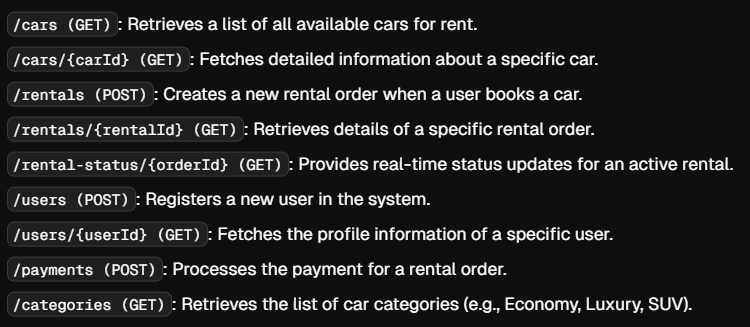 /cars (GET): Retrieves a list of all available cars for rent.
/cars/{carId} (GET): Fetches detailed information about a specific car.
/rentals (POST): Creates a new rental order when a user books a car.
/rentals/{rentalId} (GET): Retrieves details of a specific rental order.
/rental-status/{orderId} (GET): Provides real-time status updates for an active rental.
/users (POST): Registers a new user in the system.
/users/{userId} (GET): Fetches the profile information of a specific user.
/payments (POST): Processes the payment for a rental order.
/categories (GET): Retrieves the list of car categories (e.g., Economy, Luxury, SUV).